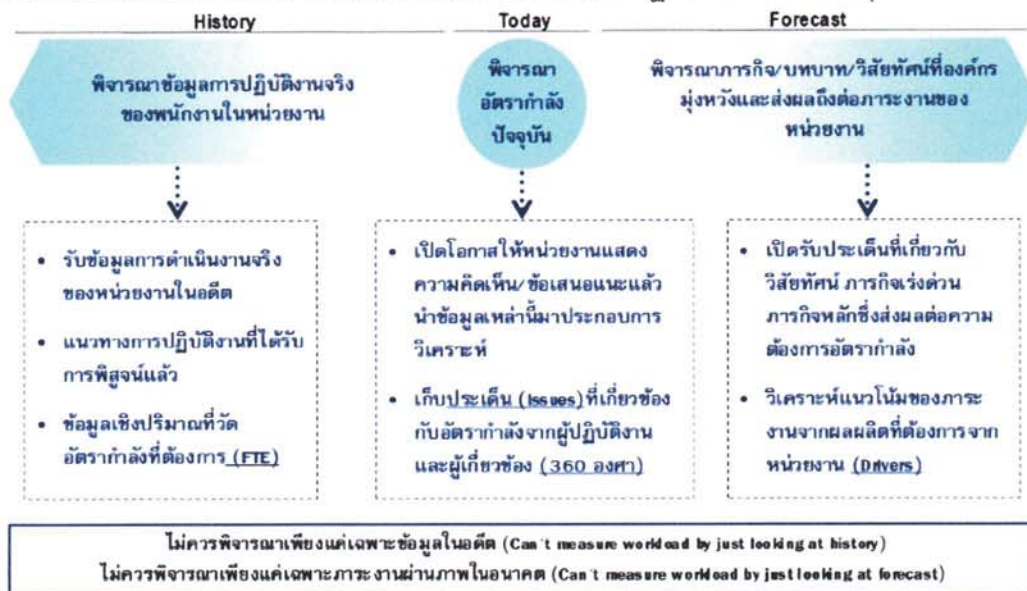 History
Today
Forecast
พิจารณาข้อมูลการปฏิบัติงานจริง
ของพนักงานในหน่วยงาน
พิจารณา
อัตรากำลัง
ปัจจุบัน
พิจารณาภารกิจ/บทบาท/วิสัยทัศน์ที่องค์กร
มุ่งหวังและส่งผลถึงต่อภาระงานของ
หน่วยงาน
• รับข้อมูลการดำเนินงานจริง
ของหน่วยงานในอดีต
• แนวทางการปฏิบัติงานที่ได้รับ
การพิสูจน์แล้ว
• ข้อมูลเชิงปริมาณที่วัด
อัตรากำลังที่ต้องการ (FTE)
• เปิดโอกาสให้หน่วยงานแสดง
ความคิดเห็น/ข้อเสนอแนะแล้ว
นำข้อมูลเหล่านี้มาประกอบการ
วิเคราะห์
• เก็บประเด็น (Issues) ที่เกี่ยวข้อง
กับอัตรากำลังจากผู้ปฏิบัติงาน
และผู้เกี่ยวข้อง (360 องศา)
• เปิดรับประเด็นที่เกี่ยวกับ
วิสัยทัศน์ ภารกิจเร่งด่วน
ภารกิจหลักซึ่งส่งผลต่อความ
ต้องการอัตรากำลัง
• วิเคราะห์แนวโน้มของภาระ
งานจากผลผลิตที่ต้องการจาก
หน่วยงาน (Drivers)
ไม่ควรพิจารณาเพียงแค่เฉพาะข้อมูลในอดีต (Can't measure workload by just looking at history)
ไม่ควรพิจารณาเพียงแค่เฉพาะภาระงานผ่านภาพในอนาคต (Can't measure workload by just looking at forecast)